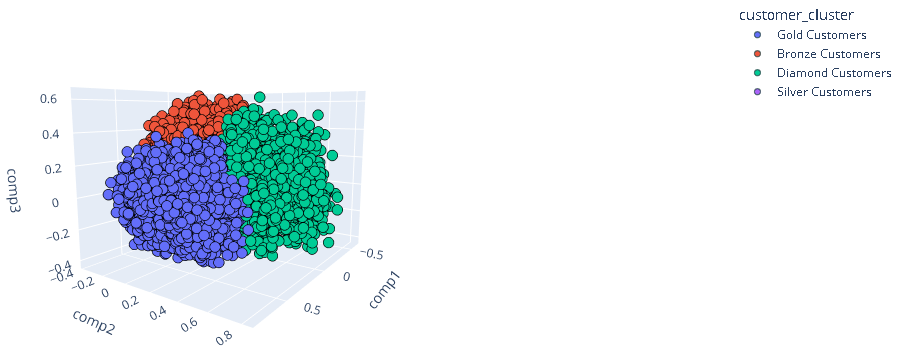 customer_cluster
Gold Customers
Bronze Customers
Diamond Customers
Silver Customers
0.6
0.4
0.2
0
−0.2
−0.4
comp3
−0.4
−0.2
0
0.2
0.4
0.6
0.8
comp2
−0.5
0
0.5
comp1